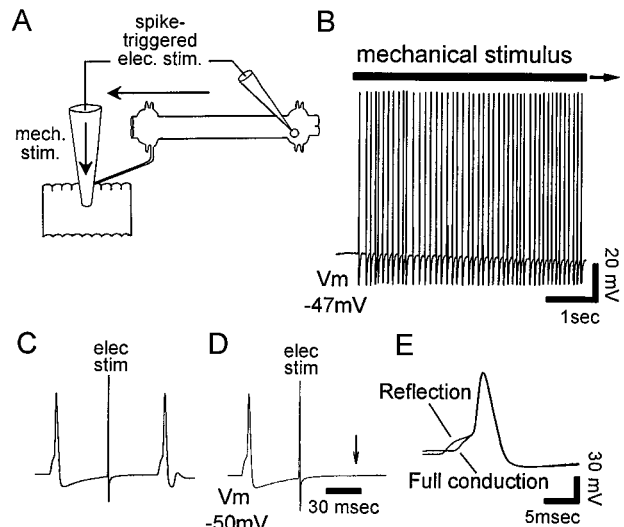 A
spike-
triggered
elec. stim.
mech.
stim.
B
mechanical stimulus
Vm
-47mV
20 mV
1sec
C
elec
stim
D
elec
stim
Vm
-50mV
30 msec
E
Reflection
Full conduction
30 mV
5msec